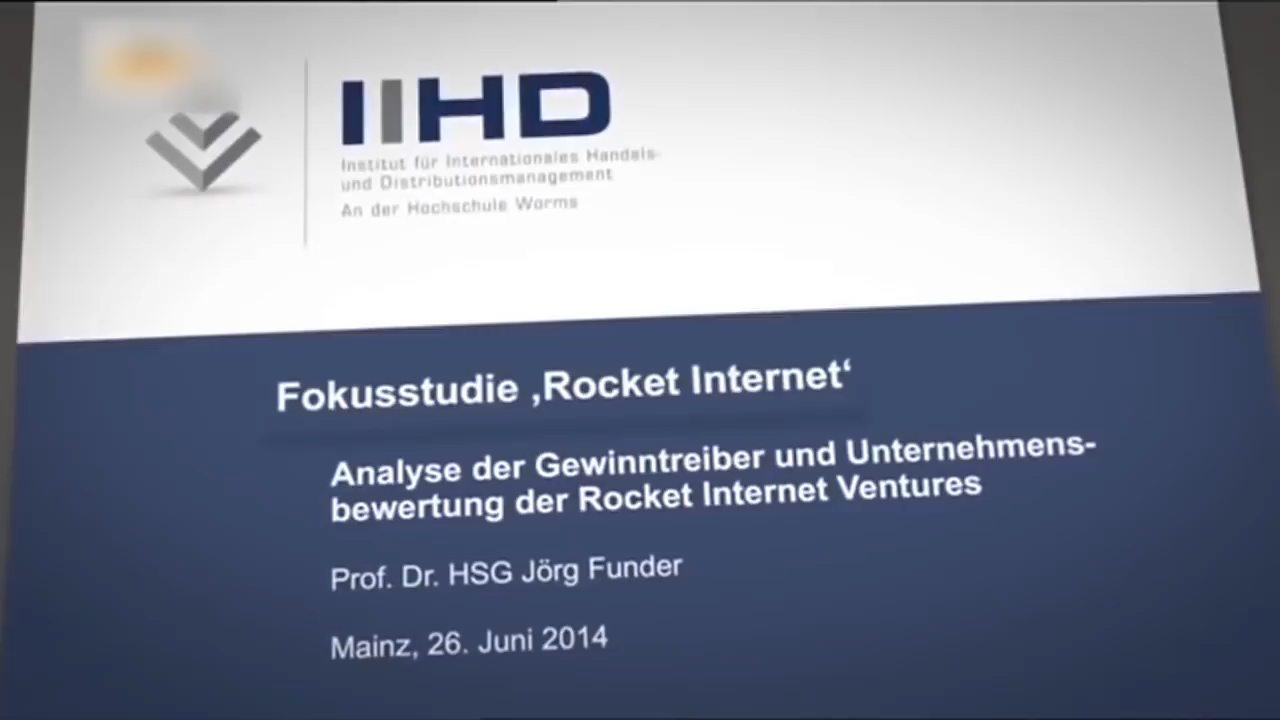 IIHD
Institut für Internationales Handels-
und Distributionsmanagement
An der Hochschule Worms
Fokusstudie ‚Rocket Internet‘
Analyse der Gewinntreiber und Unternehmens-
bewertung der Rocket Internet Ventures
Prof. Dr. HSG Jörg Funder
Mainz, 26. Juni 2014